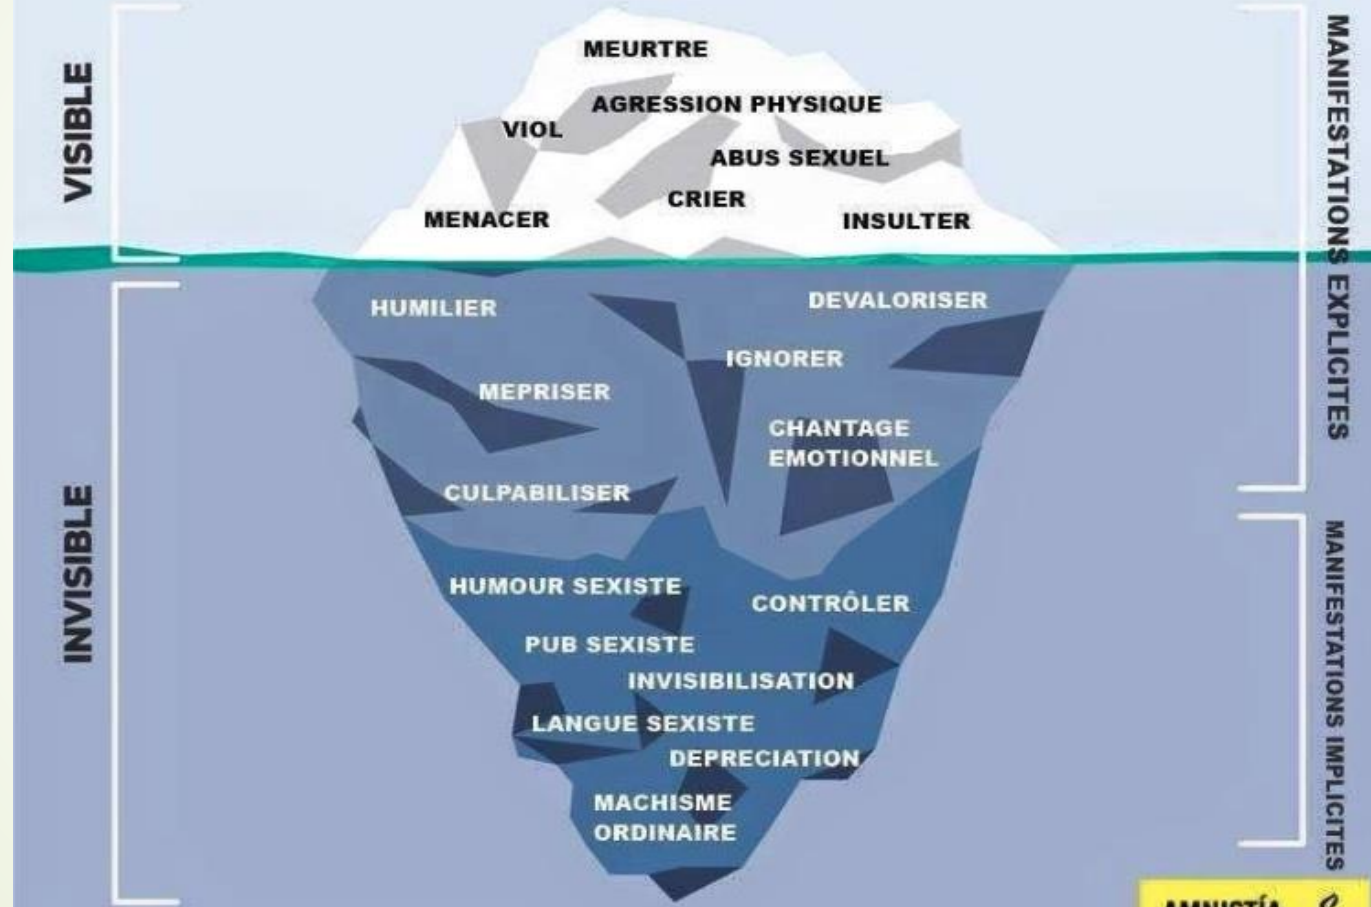 VISIBLE
MANIFESTATIONS EXPLICITES
MEURTRE
AGRESSION PHYSIQUE
VIOL
ABUS SEXUEL
CRIER
MENACER
INSULTER
INVISIBLE
HUMILIER
DEVALORISER
IGNORER
MEPRISER
CHANTAGE
EMOTIONNEL
CULPABILISER
MANIFESTATIONS IMPLICITES
HUMOUR SEXISTE
CONTRÔLER
PUB SEXISTE
INVISIBILISATION
LANGUE SEXISTE
DEPRECIATION
MACHISME
ORDINAIRE
AMNISTÍA